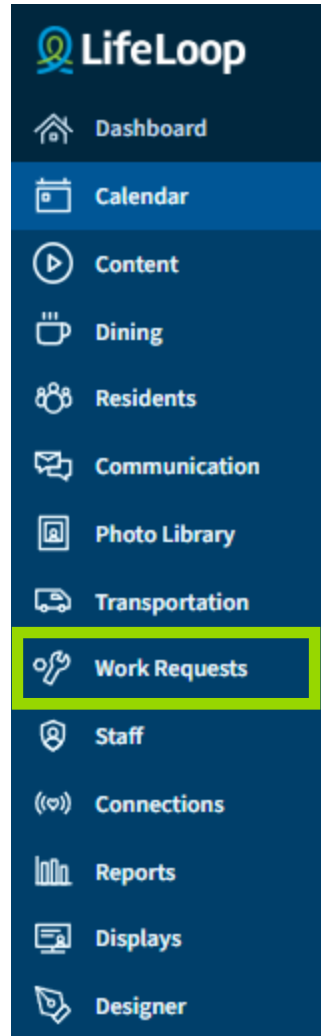 LifeLoop
Dashboard
Calendar
Content
Dining
Residents
Communication
Photo Library
Transportation
Work Requests
Staff
Connections
Reports
Displays
Designer